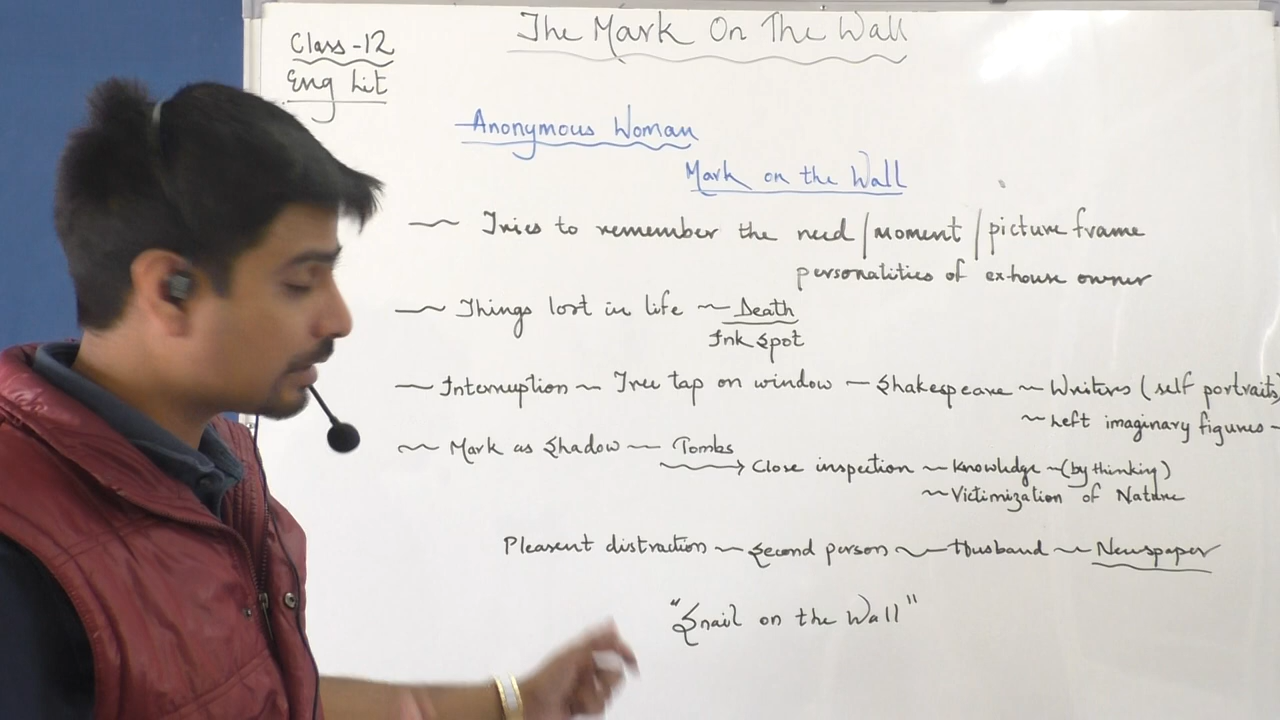 The Mark On The Wall
Class-12
Eng Lit
Anonymous Woman
Mark on the Wall
~ Tries to remember the need / moment / picture frame
personalities of exhouse owner
~ Things lost in life ~ Death
Ink Spot
~ Interruption ~ Tree tap on window ~ Shakespeare ~ Writers (self portraits)
~ Left imaginary figures -
~ Mark as Shadow ~ Tombs
→ Close inspection ~ Knowledge ~ (by thinking)
~ Victimization of Nature
Pleasent distraction ~ Second person ~ Husband ~ Newspaper
"Snail on the Wall"